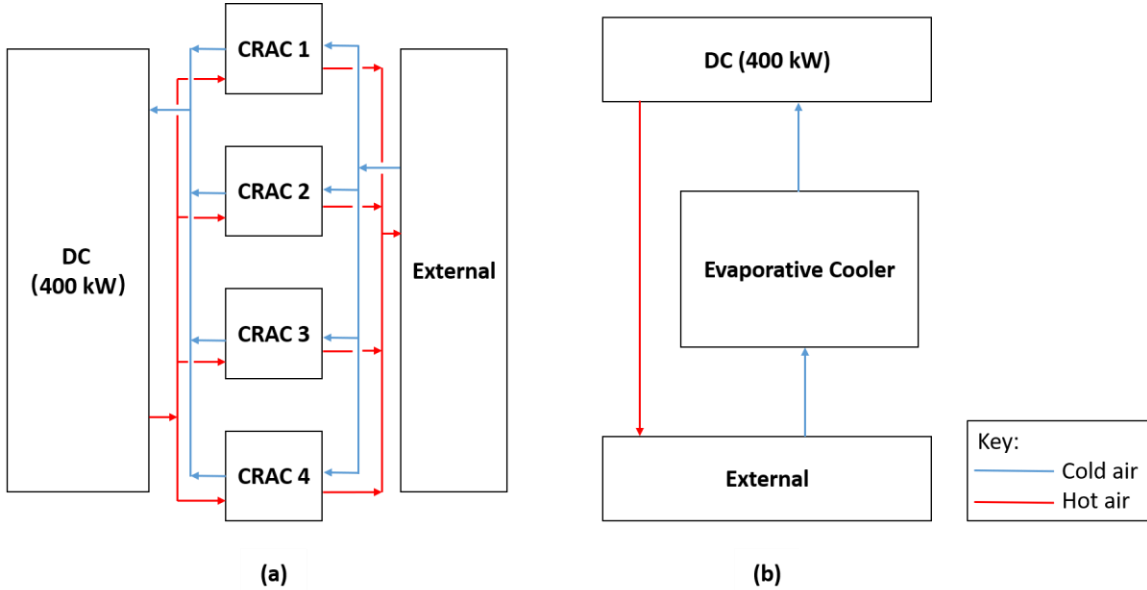 CRAC 1
CRAC 2
CRAC 3
CRAC 4
DC
(400 kW)
External
(a)
DC (400 kW)
Evaporative Cooler
External
(b)
Key:
Cold air
Hot air